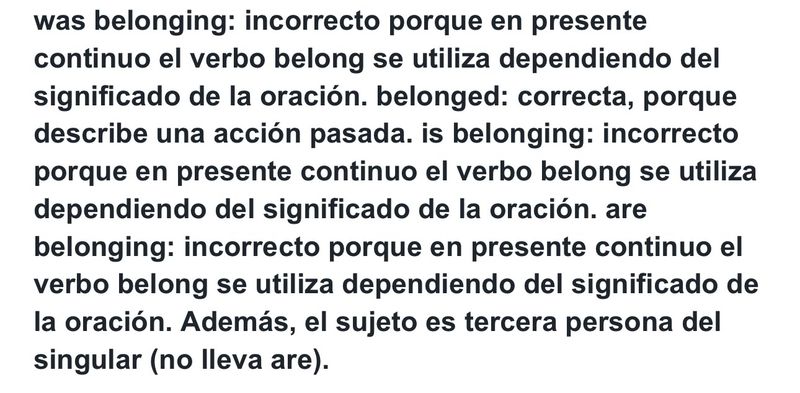 was belonging: incorrecto porque en presente
continuo el verbo belong se utiliza dependiendo del
significado de la oración. belonged: correcta, porque
describe una acción pasada. is belonging: incorrecto
porque en presente continuo el verbo belong se utiliza
dependiendo del significado de la oración. are
belonging: incorrecto porque en presente continuo el
verbo belong se utiliza dependiendo del significado de
la oración. Además, el sujeto es tercera persona del
singular (no lleva are).